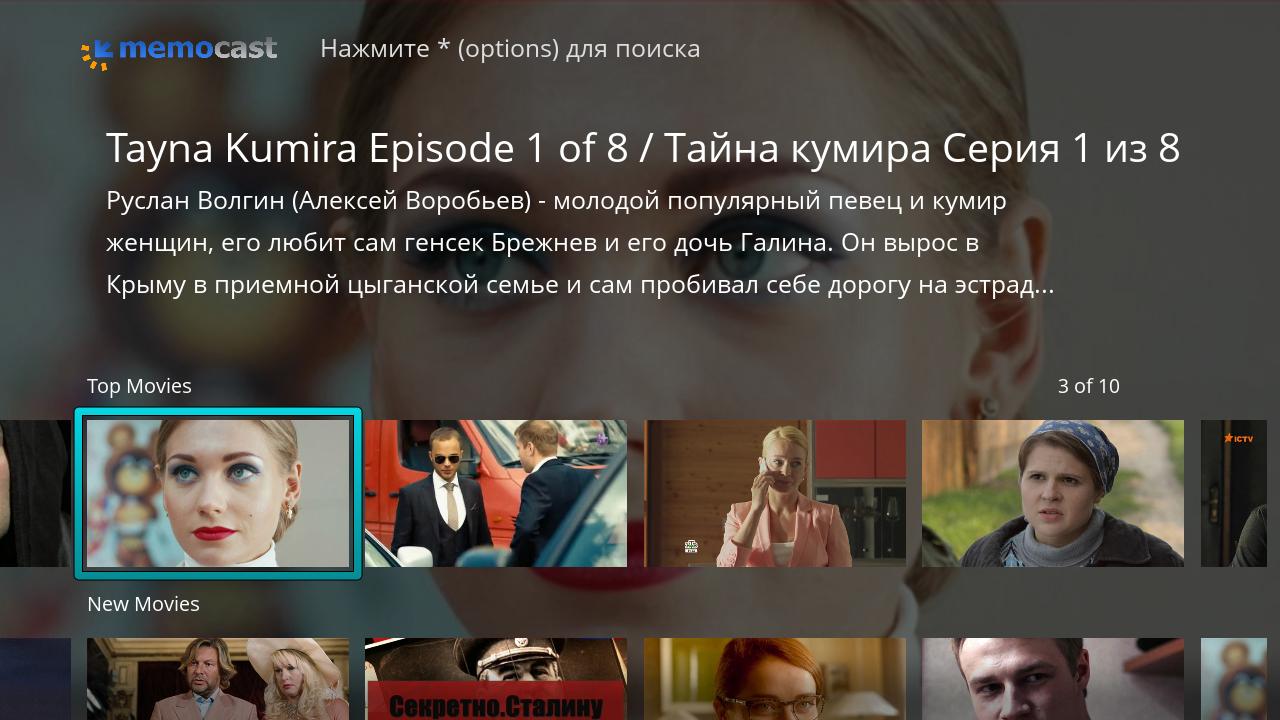 memocast
Нажмите * (options) для поиска
Tayna Kumira Episode 1 of 8 / Тайна кумира Серия 1 из 8
Руслан Волгин (Алексей Воробьев) - молодой популярный певец и кумир
женщин, его любит сам генсек Брежнев и его дочь Галина. Он вырос в
Крыму в приемной цыганской семье и сам пробивал себе дорогу на эстрад...
Top Movies
3 of 10
ICTV
New Movies
Секретно.Сталину